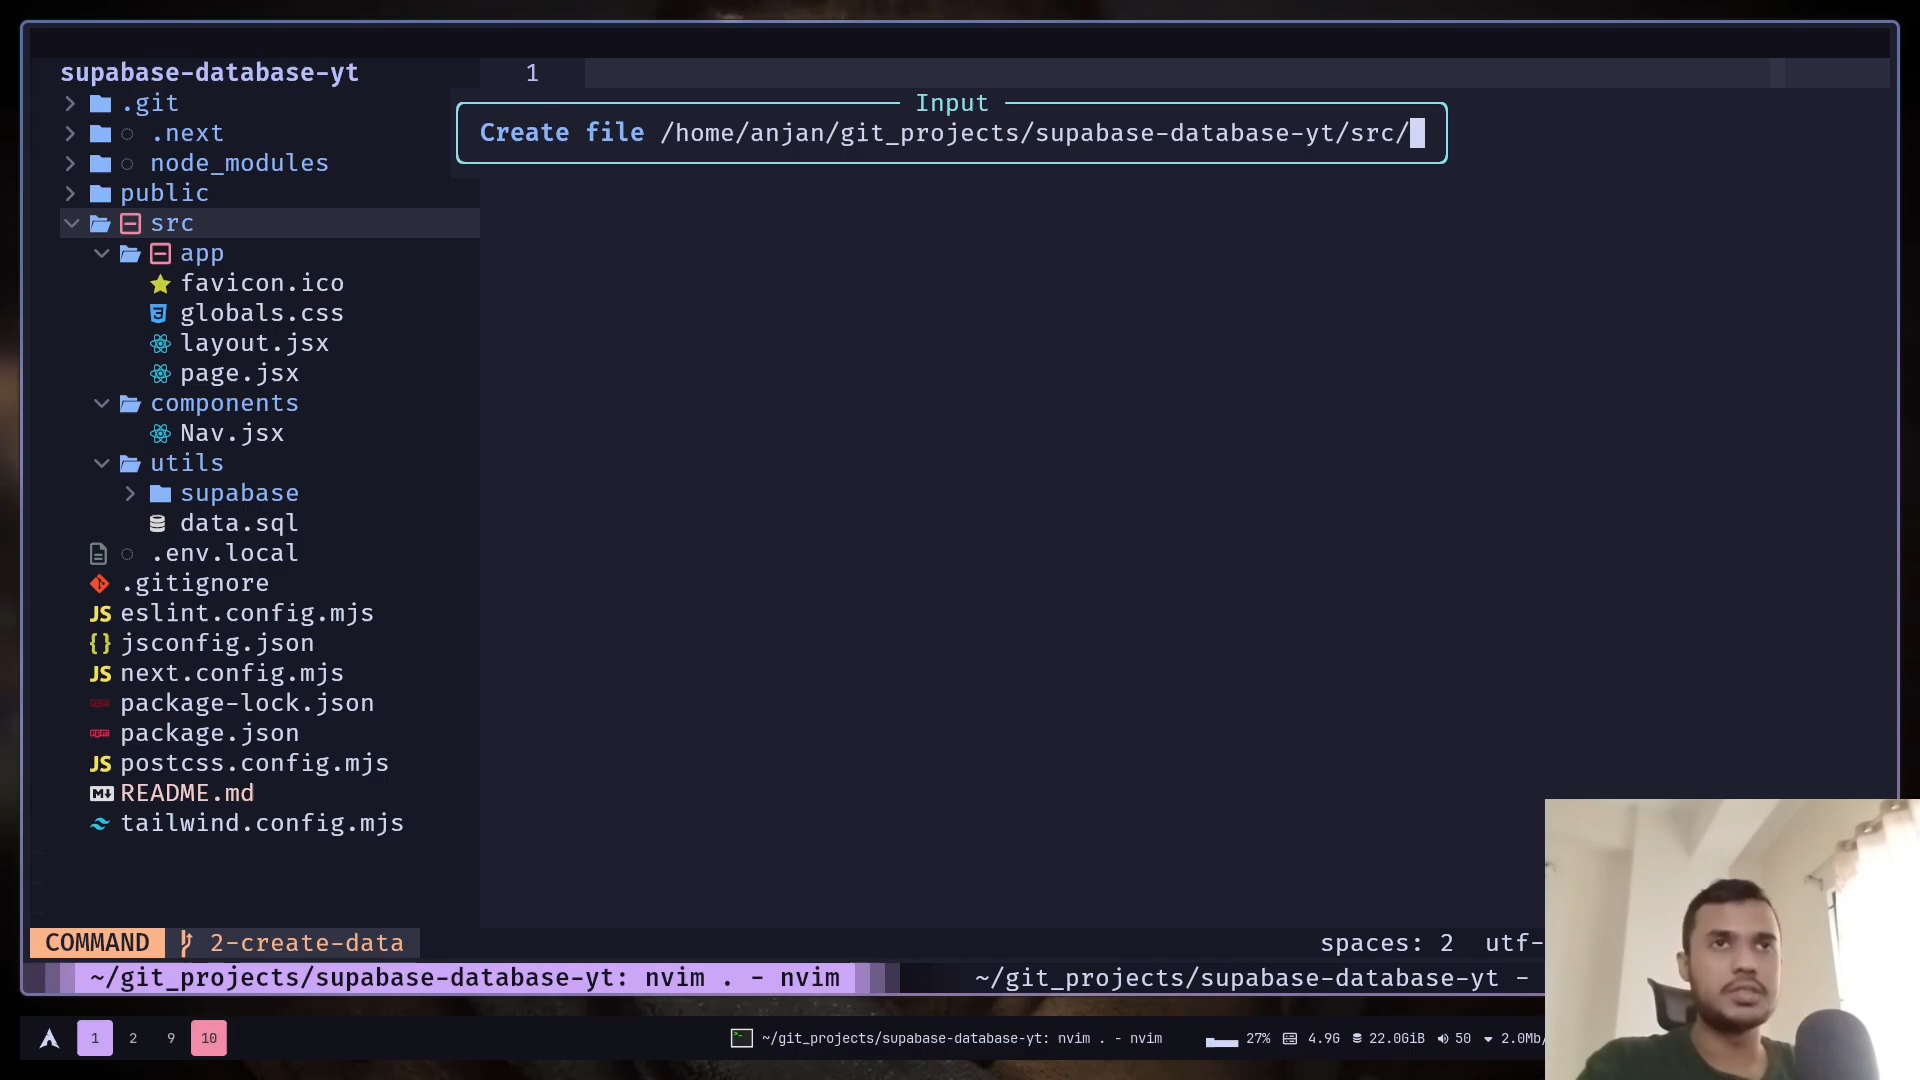 supabase-database-yt
1
.git
Input
Create file /home/anjan/git_projects/supabase-database-yt/src/
.next
node_modules
public
src
app
favicon.ico
globals.css
layout.jsx
page.jsx
components
Nav.jsx
utils
supabase
data.sql
.env.local
.gitignore
JS eslint.config.mjs
{} jsconfig.json
JS next.config.mjs
package-lock.json
package.json
JS postcss.config.mjs
README.md
tailwind.config.mjs
COMMAND 2-create-data spaces: 2 utf-
~/git_projects/supabase-database-yt: nvim . - nvim ~/git_projects/supabase-database-yt -
1 2 9 10 ~/git_projects/supabase-database-yt: nvim . - nvim 27% 4.9G 22.0GiB 50 2.0Mb/